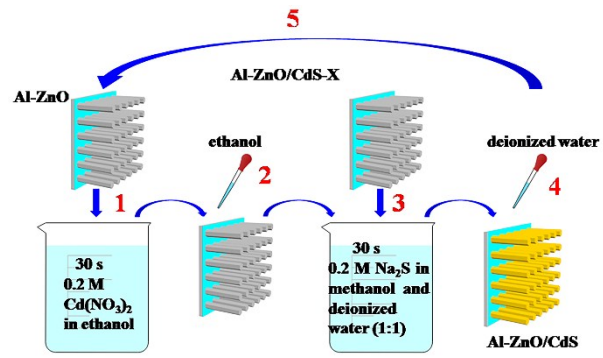 5
Al-ZnO/CdS-X
Al-ZnO
ethanol
deionized water
1
2
3
4
30 s
0.2 M
Cd(NO₃)₂
in ethanol
30 s
0.2 M Na₂S in
methanol and
deionized
water (1:1)
Al-ZnO/CdS